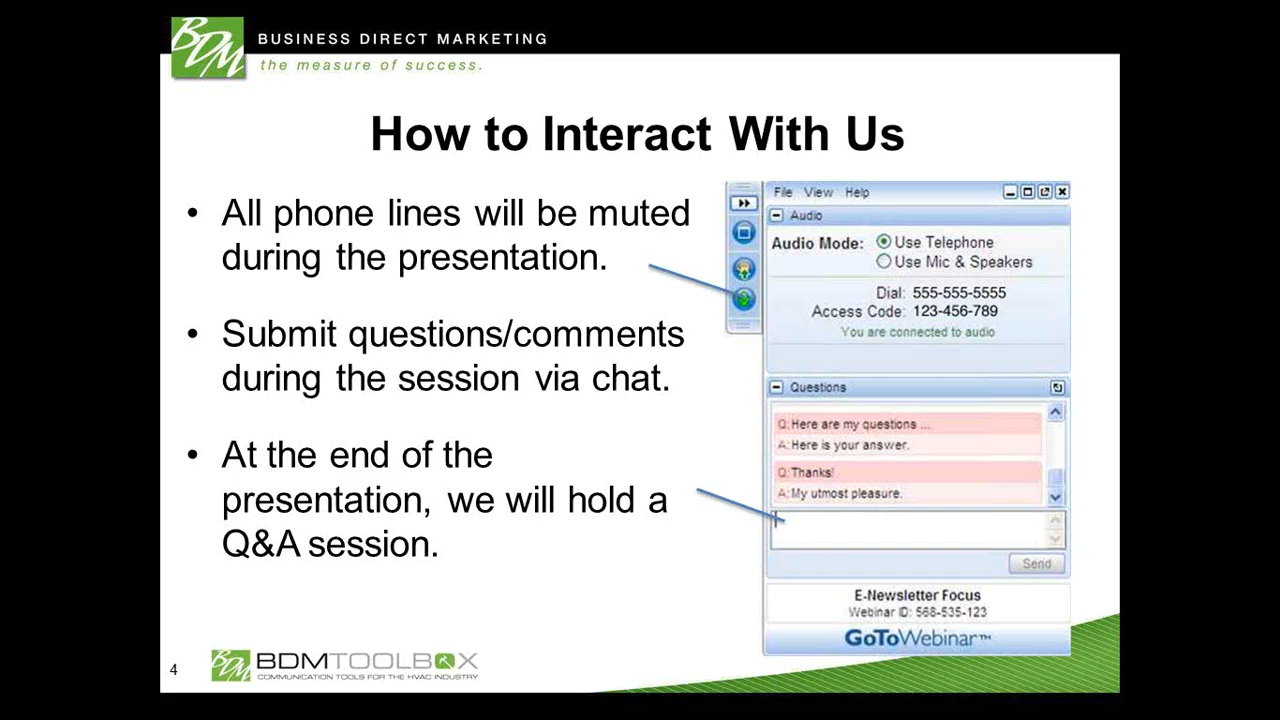 BDM
BUSINESS DIRECT MARKETING
the measure of success.
How to Interact With Us
• All phone lines will be muted
during the presentation.
• Submit questions/comments
during the session via chat.
• At the end of the
presentation, we will hold a
Q&A session.
File View Help
Audio
Audio Mode: Use Telephone
Use Mic & Speakers
Dial: 555-555-5555
Access Code: 123-456-789
You are connected to audio
Questions
Q: Here are my questions ...
A: Here is your answer.
Q: Thanks!
A: My utmost pleasure.
Send
E-Newsletter Focus
Webinar ID: 568-535-123
GoToWebinar™
4
BDM
BDMTOOLBOX
COMMUNICATION TOOLS FOR THE HVAC INDUSTRY